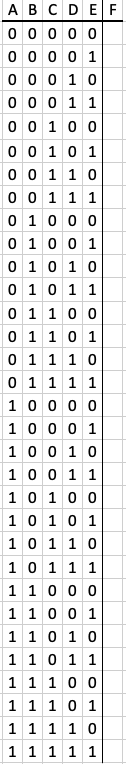 A B C D E F
0 0 0 0 0
0 0 0 0 1
0 0 0 1 0
0 0 0 1 1
0 0 1 0 0
0 0 1 0 1
0 0 1 1 0
0 0 1 1 1
0 1 0 0 0
0 1 0 0 1
0 1 0 1 0
0 1 0 1 1
0 1 1 0 0
0 1 1 0 1
0 1 1 1 0
0 1 1 1 1
1 0 0 0 0
1 0 0 0 1
1 0 0 1 0
1 0 0 1 1
1 0 1 0 0
1 0 1 0 1
1 0 1 1 0
1 0 1 1 1
1 1 0 0 0
1 1 0 0 1
1 1 0 1 0
1 1 0 1 1
1 1 1 0 0
1 1 1 0 1
1 1 1 1 0
1 1 1 1 1